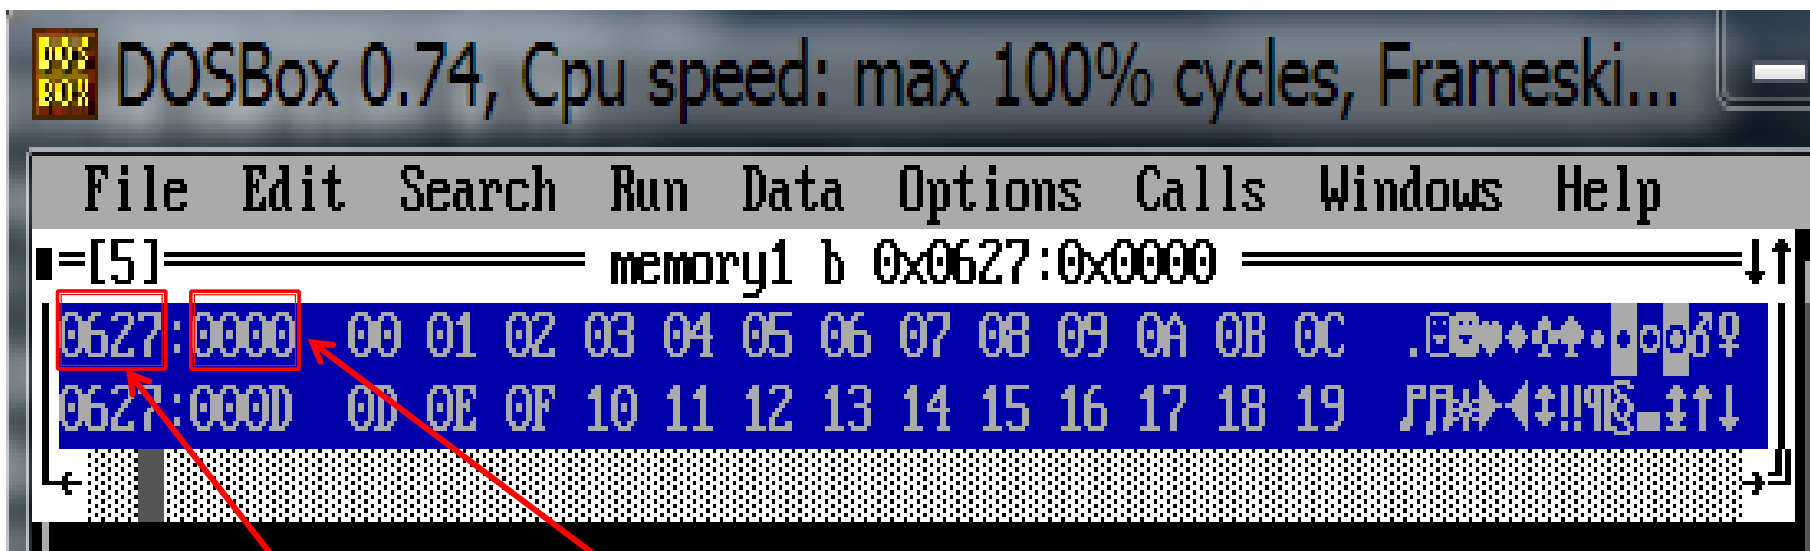 DOS BOX DOSBox 0.74, Cpu speed: max 100% cycles, Frameski...
File Edit Search Run Data Options Calls Windows Help
=[5] memory1 b 0x0627:0x0000 ↓↑
0627:0000 00 01 02 03 04 05 06 07 08 09 0A 0B 0C .☺☻♥♦♣♠•◘○◙♂♀
0627:000D 0D 0E 0F 10 11 12 13 14 15 16 17 18 19 ♪♫☼►◄↕‼¶§▬↨↑↓